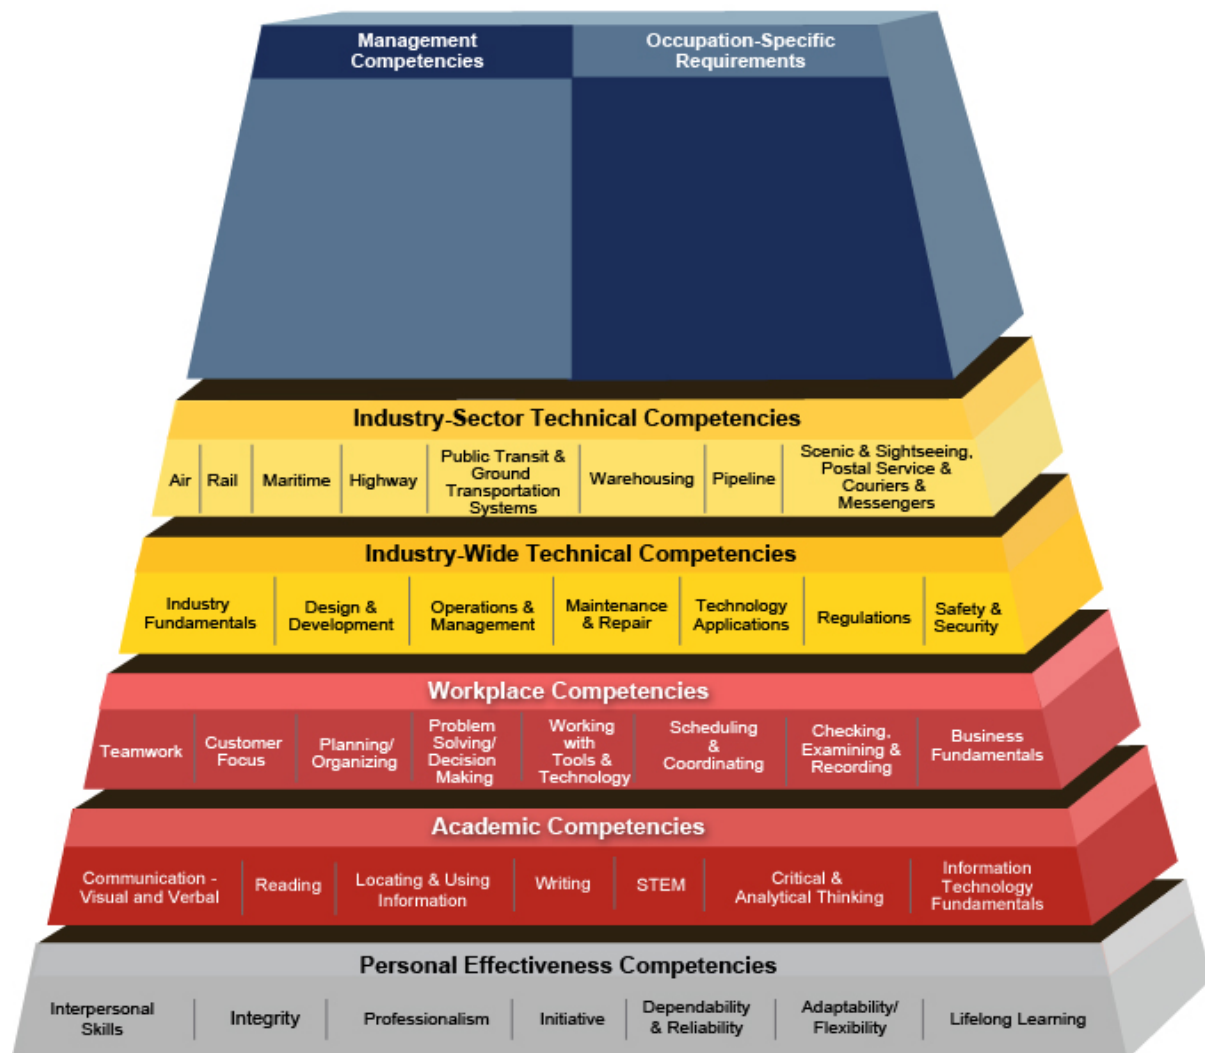 Management
Competencies
Occupation-Specific
Requirements
Industry-Sector Technical Competencies
Air
Rail
Maritime
Highway
Public Transit &
Ground
Transportation
Systems
Warehousing
Pipeline
Scenic & Sightseeing,
Postal Service &
Couriers &
Messengers
Industry-Wide Technical Competencies
Industry
Fundamentals
Design &
Development
Operations &
Management
Maintenance
& Repair
Technology
Applications
Regulations
Safety &
Security
Workplace Competencies
Teamwork
Customer
Focus
Planning/
Organizing
Problem
Solving/
Decision
Making
Working
with
Tools &
Technology
Scheduling
&
Coordinating
Checking,
Examining &
Recording
Business
Fundamentals
Academic Competencies
Communication -
Visual and Verbal
Reading
Locating & Using
Information
Writing
STEM
Critical &
Analytical Thinking
Information
Technology
Fundamentals
Personal Effectiveness Competencies
Interpersonal
Skills
Integrity
Professionalism
Initiative
Dependability
& Reliability
Adaptability/
Flexibility
Lifelong Learning